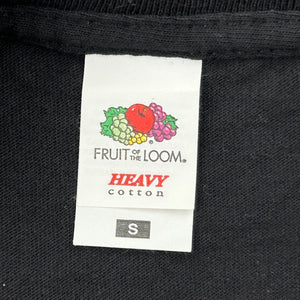 FRUIT OF THE LOOM®
HEAVY
cotton
S